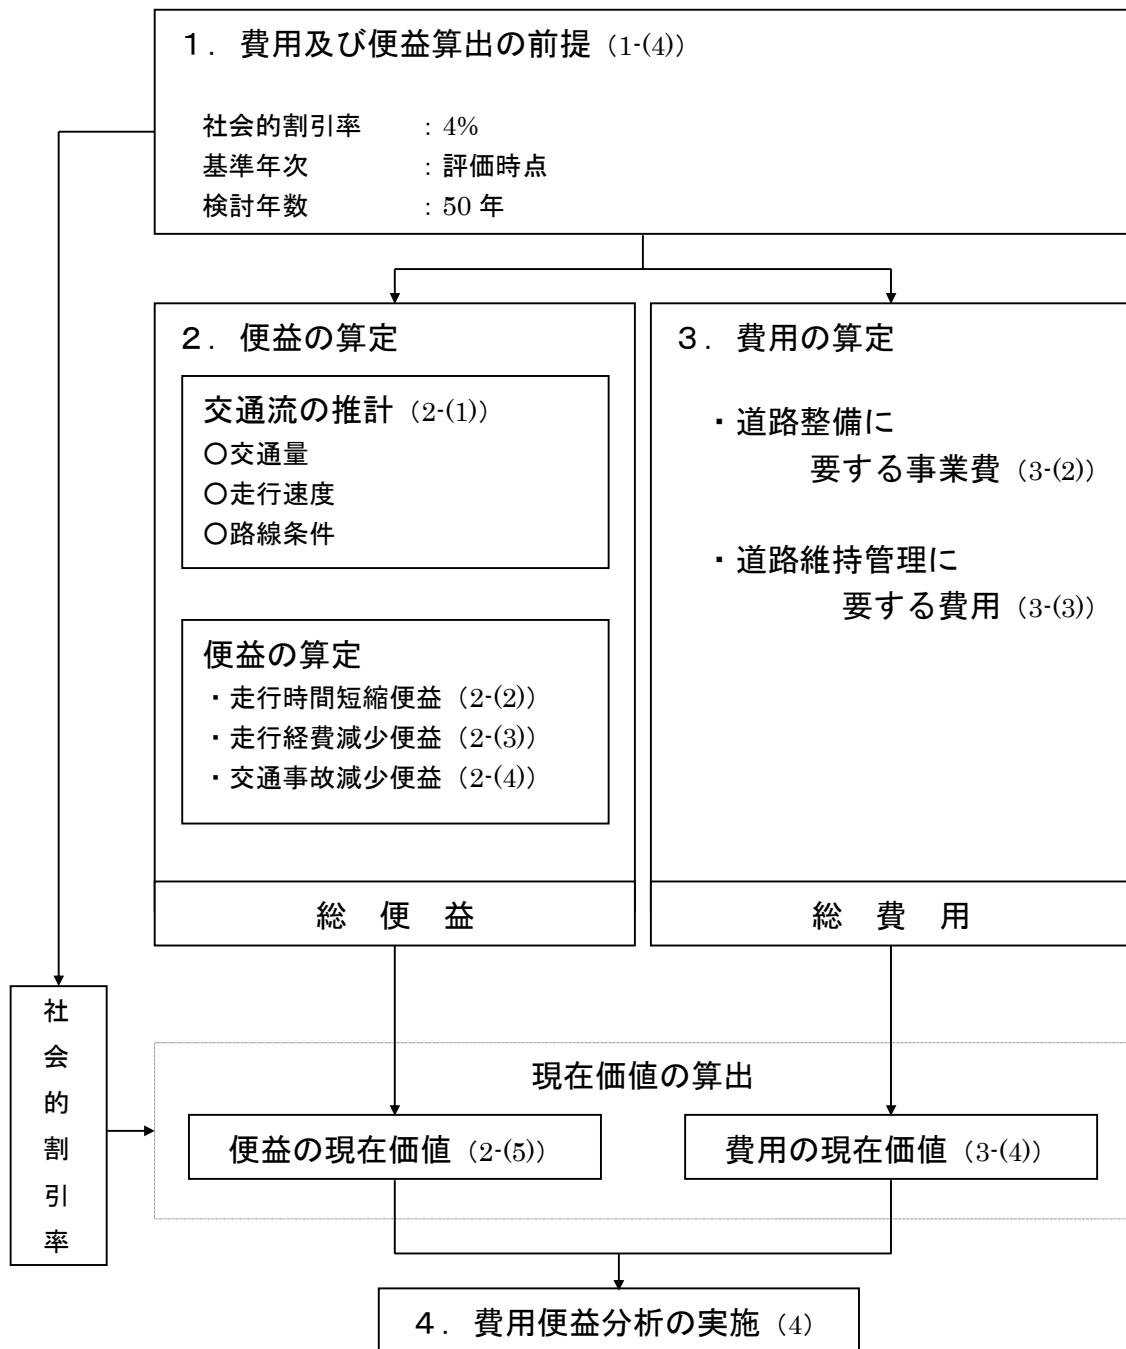 １．費用及び便益算出の前提（1-(4)）
社会的割引率　：4%
基準年次　：評価時点
検討年数　：50 年
２．便益の算定
交通流の推計（2-(1)）
○交通量
○走行速度
○路線条件
便益の算定
・走行時間短縮便益（2-(2)）
・走行経費減少便益（2-(3)）
・交通事故減少便益（2-(4)）
総　便　益
３．費用の算定
・道路整備に
要する事業費（3-(2)）
・道路維持管理に
要する費用（3-(3)）
総　費　用
社会的割引率
現在価値の算出
便益の現在価値（2-(5)）
費用の現在価値（3-(4)）
４．費用便益分析の実施（4）